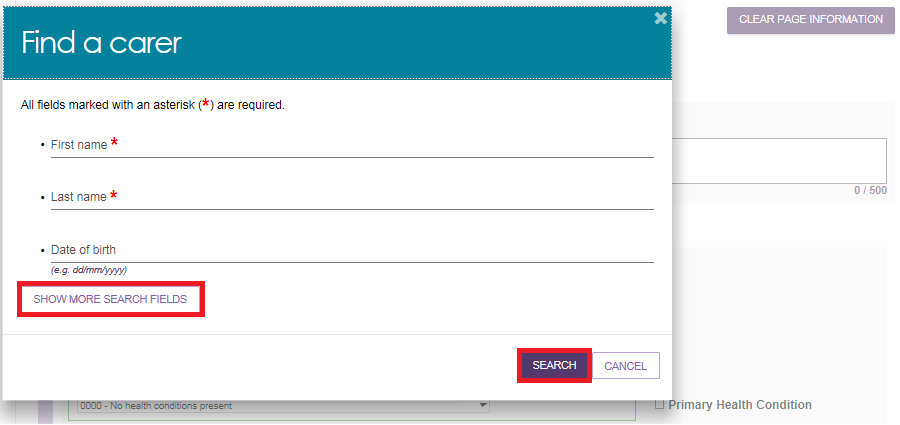 CLEAR PAGE INFORMATION
Find a carer
All fields marked with an asterisk (*) are required.
• First name *
• Last name *
0 / 500
• Date of birth
(e.g. dd/mm/yyyy)
SHOW MORE SEARCH FIELDS
SEARCH
CANCEL
0000 - No health conditions present
Primary Health Condition